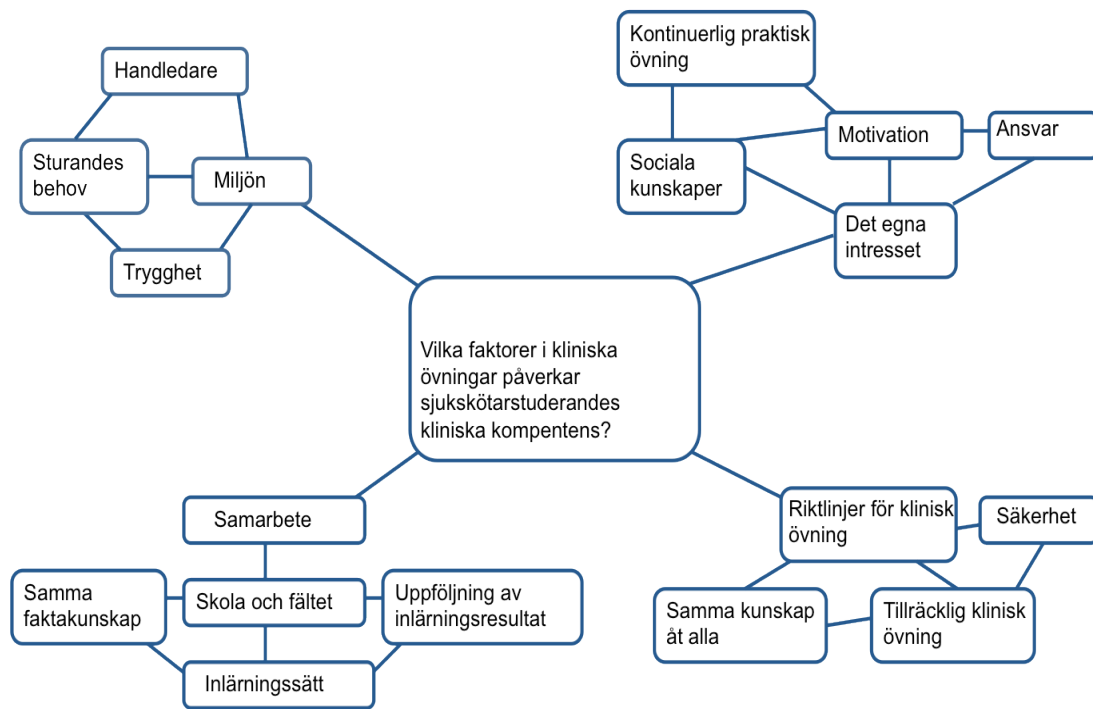 Handledare
Sturandes
behov
Miljön
Trygghet
Kontinuerlig praktisk
övning
Motivation
Ansvar
Sociala
kunskaper
Det egna
intresset
Vilka faktorer i kliniska
övningar påverkar
sjukskötarstuderandes
kliniska kompentens?
Samarbete
Samma
faktakunskap
Skola och fältet
Uppföljning av
inlärningsresultat
Inlärningssätt
Riktlinjer för klinisk
övning
Säkerhet
Samma kunskap
åt alla
Tillräcklig klinisk
övning